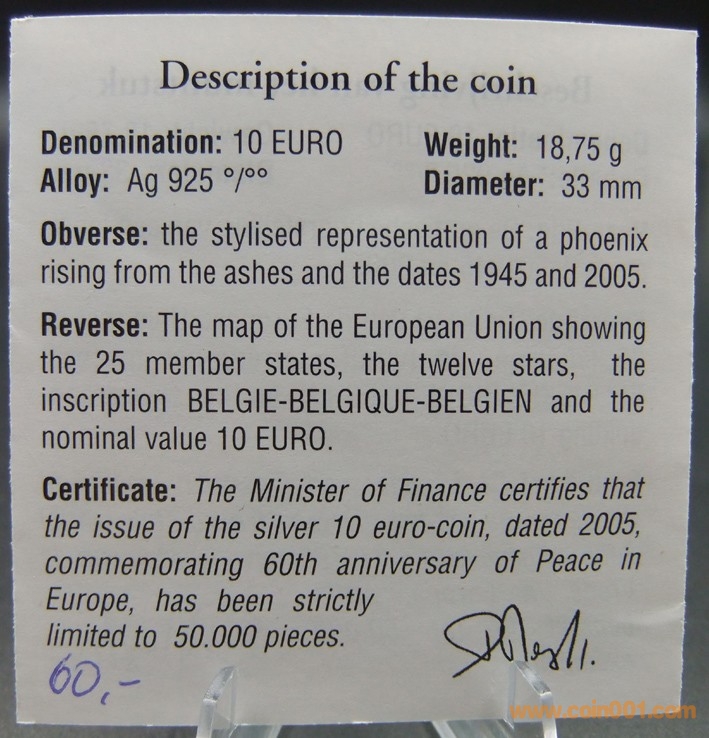 Description of the coin
Denomination: 10 EURO Weight: 18,75 g
Alloy: Ag 925 °/°° Diameter: 33 mm
Obverse: the stylised representation of a phoenix
rising from the ashes and the dates 1945 and 2005.
Reverse: The map of the European Union showing
the 25 member states, the twelve stars, the
inscription BELGIE-BELGIQUE-BELGIEN and the
nominal value 10 EURO.
Certificate: The Minister of Finance certifies that
the issue of the silver 10 euro-coin, dated 2005,
commemorating 60th anniversary of Peace in
Europe, has been strictly
limited to 50.000 pieces.
60,-
www.coin001.com